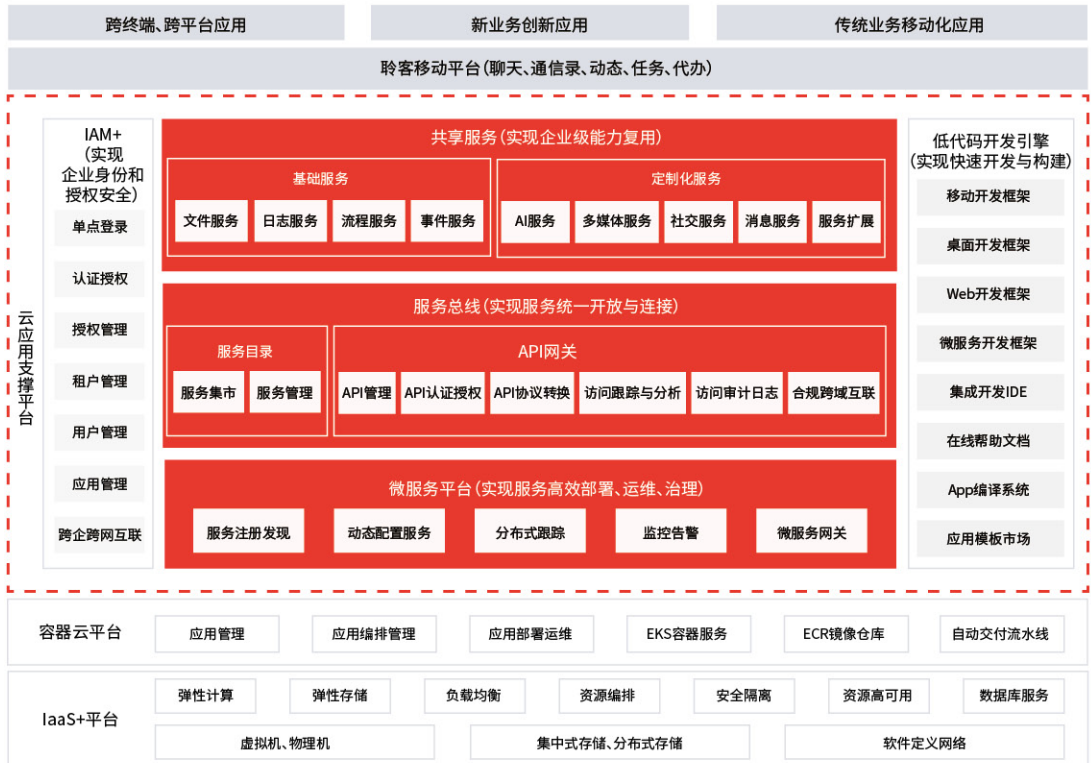 跨终端、跨平台应用
新业务创新应用
传统业务移动化应用
聆客移动平台(聊天、通信录、动态、任务、代办)
云应用支撑平台
IAM+
(实现
企业身份和
授权安全)
单点登录
认证授权
授权管理
租户管理
用户管理
应用管理
跨企跨网互联
共享服务(实现企业级能力复用)
基础服务
文件服务
日志服务
流程服务
事件服务
定制化服务
AI服务
多媒体服务
社交服务
消息服务
服务扩展
服务总线(实现服务统一开放与连接)
服务目录
服务集市
服务管理
API网关
API管理
API认证授权
API协议转换
访问跟踪与分析
访问审计日志
合规跨域互联
微服务平台(实现服务高效部署、运维、治理)
服务注册发现
动态配置服务
分布式跟踪
监控告警
微服务网关
低代码开发引擎
(实现快速开发与构建)
移动开发框架
桌面开发框架
Web开发框架
微服务开发框架
集成开发IDE
在线帮助文档
App编译系统
应用模板市场
容器云平台
应用管理
应用编排管理
应用部署运维
EKS容器服务
ECR镜像仓库
自动交付流水线
IaaS+平台
弹性计算
弹性存储
负载均衡
资源编排
安全隔离
资源高可用
数据库服务
虚拟机、物理机
集中式存储、分布式存储
软件定义网络